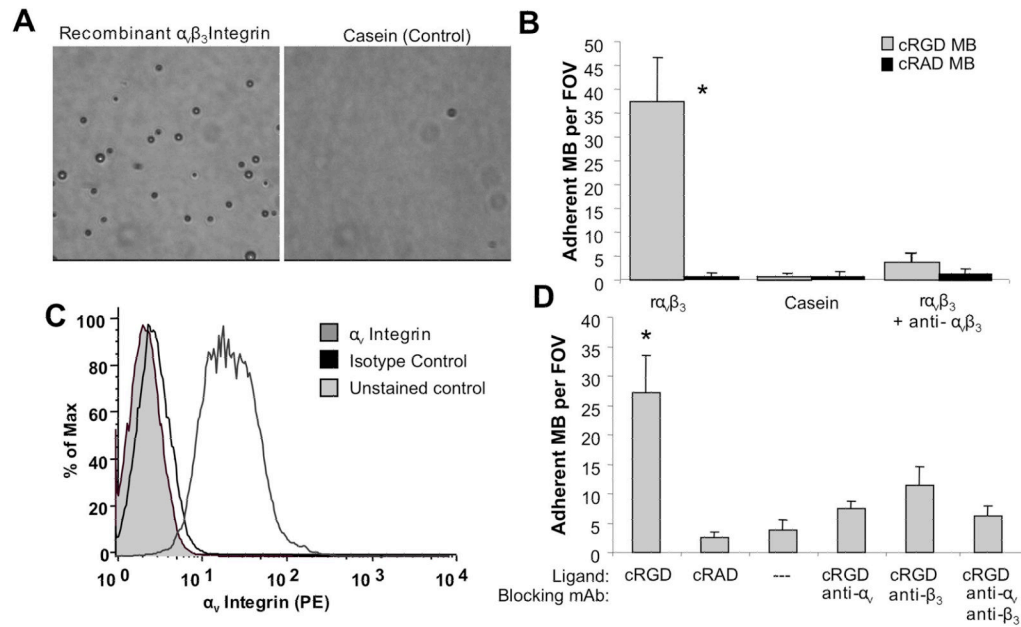 A
Recombinant αvβ3Integrin
Casein (Control)
B
Adherent MB per FOV
50
45
40
35
30
25
20
15
10
5
0
cRGD MB
cRAD MB
*
rαvβ3
Casein
rαvβ3
+ anti- αvβ3
C
% of Max
100
80
60
40
20
0
αv Integrin
Isotype Control
Unstained control
10^0
10^1
10^2
10^3
10^4
αv Integrin (PE)
D
Adherent MB per FOV
40
35
30
25
20
15
10
5
0
*
Ligand: cRGD cRAD --- cRGD cRGD cRGD
Blocking mAb: anti-αv anti-β3 anti-αv
anti-β3